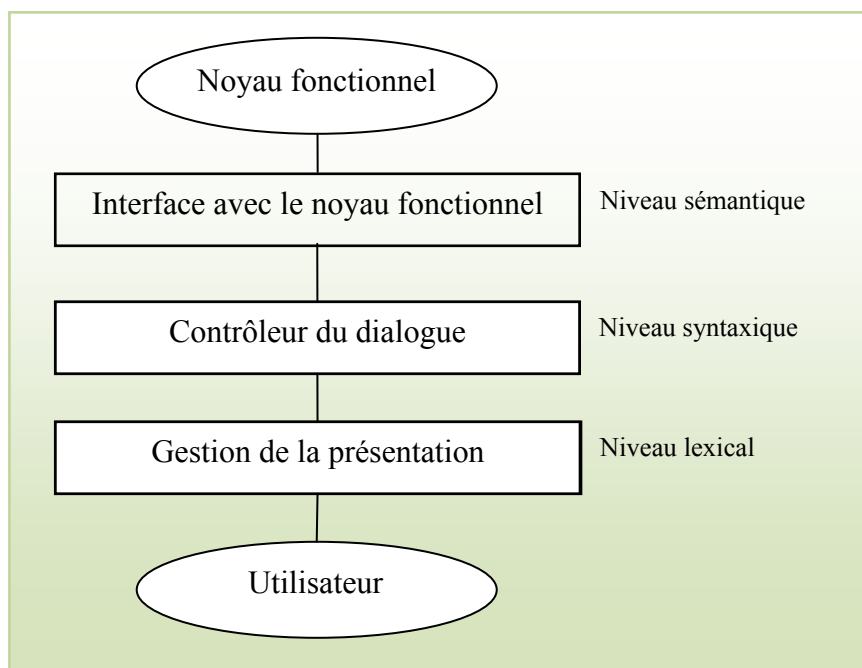 Noyau fonctionnel
Interface avec le noyau fonctionnel
Niveau sémantique
Contrôleur du dialogue
Niveau syntaxique
Gestion de la présentation
Niveau lexical
Utilisateur